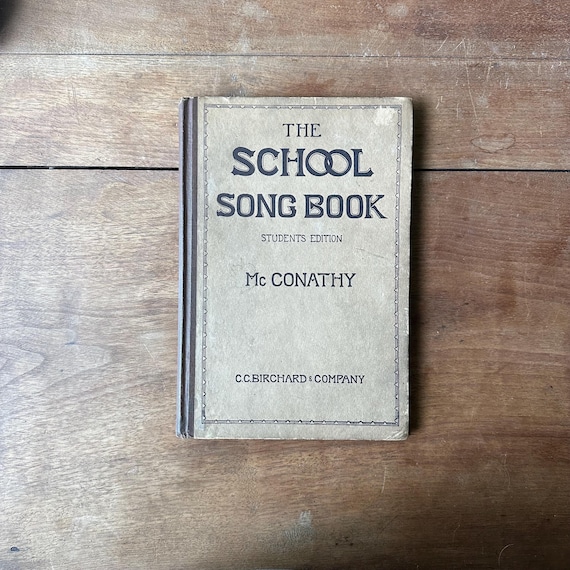 THE
SCHOOL
SONG BOOK
STUDENTS EDITION
Mc CONATHY
C.C. BIRCHARD & COMPANY